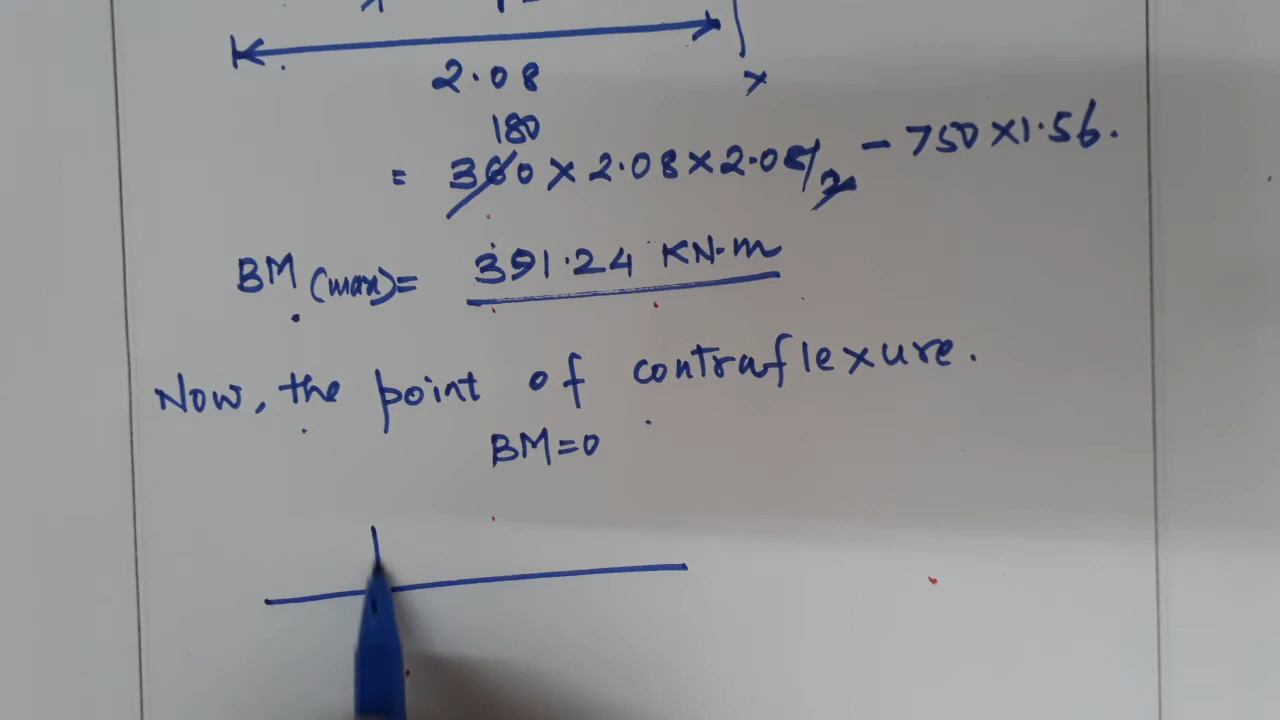 2.08
x
180
= 360 × 2.08 × 2.08/2 - 750 × 1.56.
BM (max) = 391.24 KN·m
Now, the point of contraflexure.
BM = 0